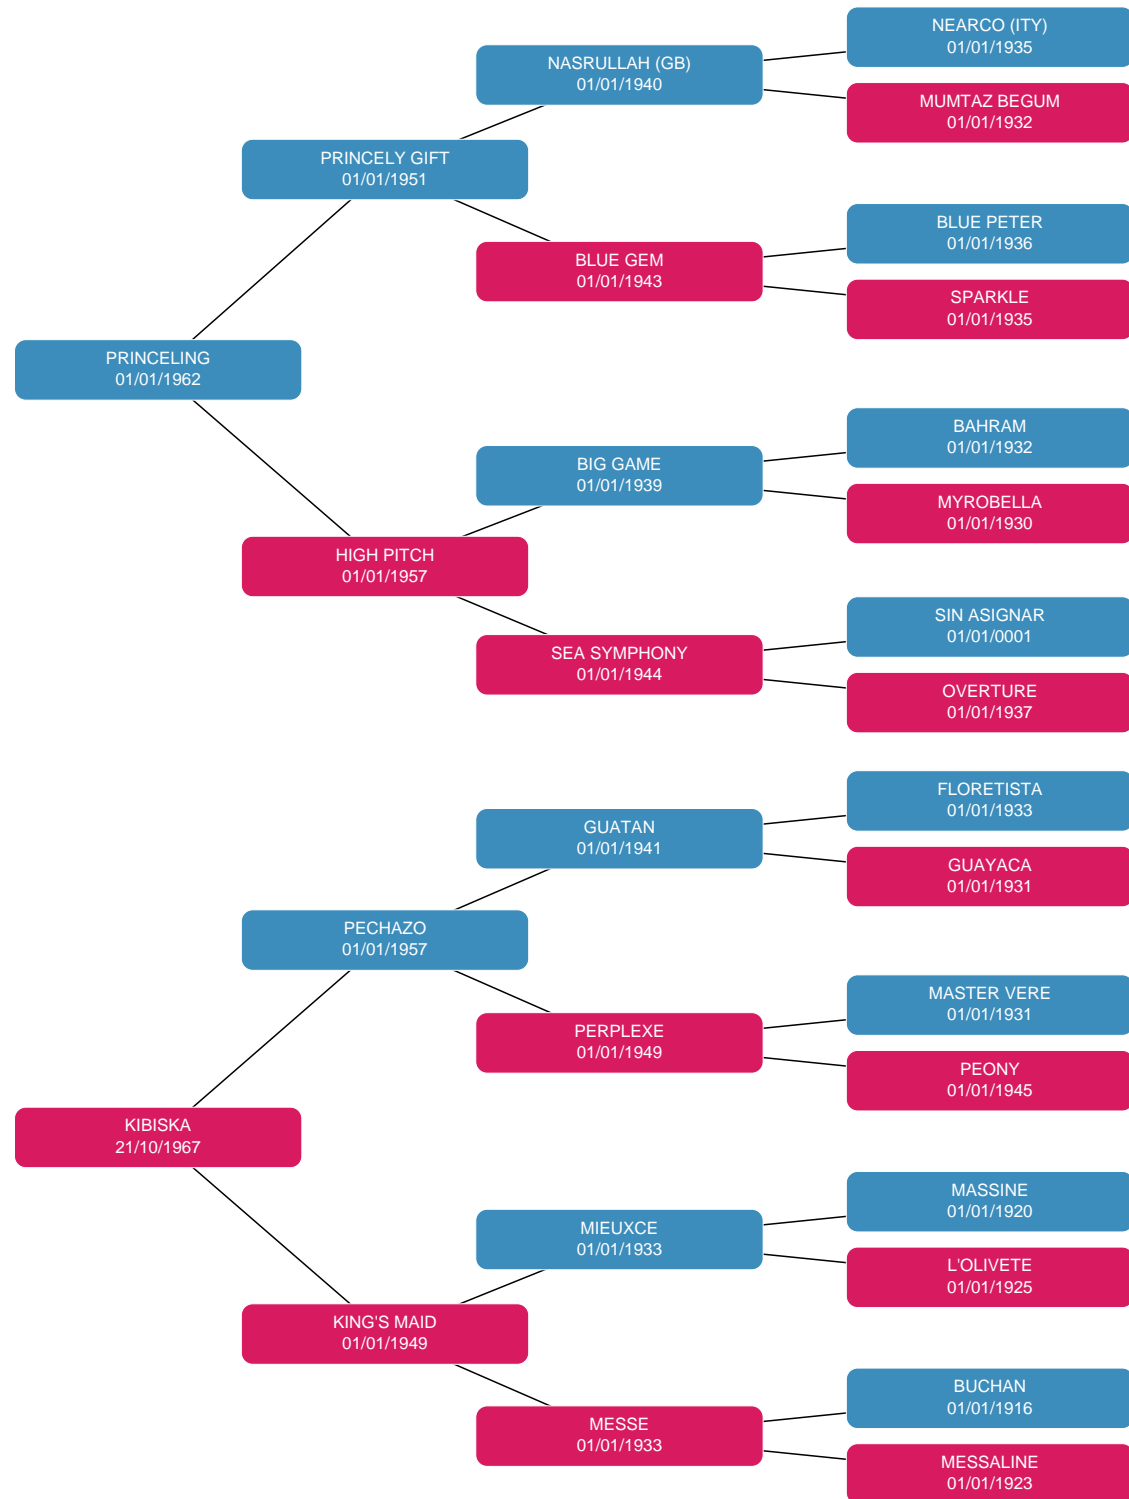 NEARCO (ITY)
01/01/1935
NASRULLAH (GB)
01/01/1940
MUMTAZ BEGUM
01/01/1932
PRINCELY GIFT
01/01/1951
BLUE PETER
01/01/1936
BLUE GEM
01/01/1943
SPARKLE
01/01/1935
PRINCELING
01/01/1962
BAHRAM
01/01/1932
BIG GAME
01/01/1939
MYROBELLA
01/01/1930
HIGH PITCH
01/01/1957
SIN ASIGNAR
01/01/0001
SEA SYMPHONY
01/01/1944
OVERTURE
01/01/1937
FLORETISTA
01/01/1933
GUATAN
01/01/1941
GUAYACA
01/01/1931
PECHAZO
01/01/1957
MASTER VERE
01/01/1931
PERPLEXE
01/01/1949
PEONY
01/01/1945
KIBISKA
21/10/1967
MASSINE
01/01/1920
MIEUXCE
01/01/1933
L'OLIVETE
01/01/1925
KING'S MAID
01/01/1949
BUCHAN
01/01/1916
MESSE
01/01/1933
MESSALINE
01/01/1923